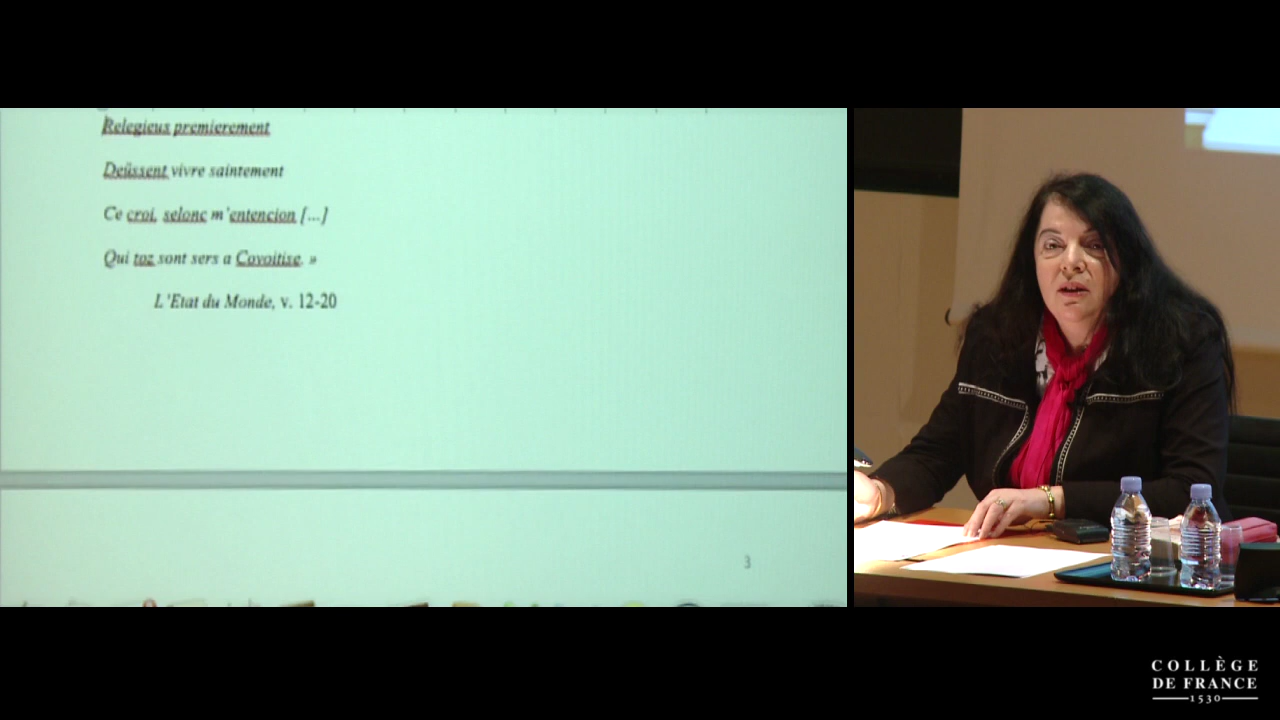 Relegieus premierement
Deüssent vivre saintement
Ce croi, selonc m'entencion [...]
Qui toz sont sers a Covoitise. »
L'Etat du Monde, v. 12-20
3
COLLÈGE
DE FRANCE
1530